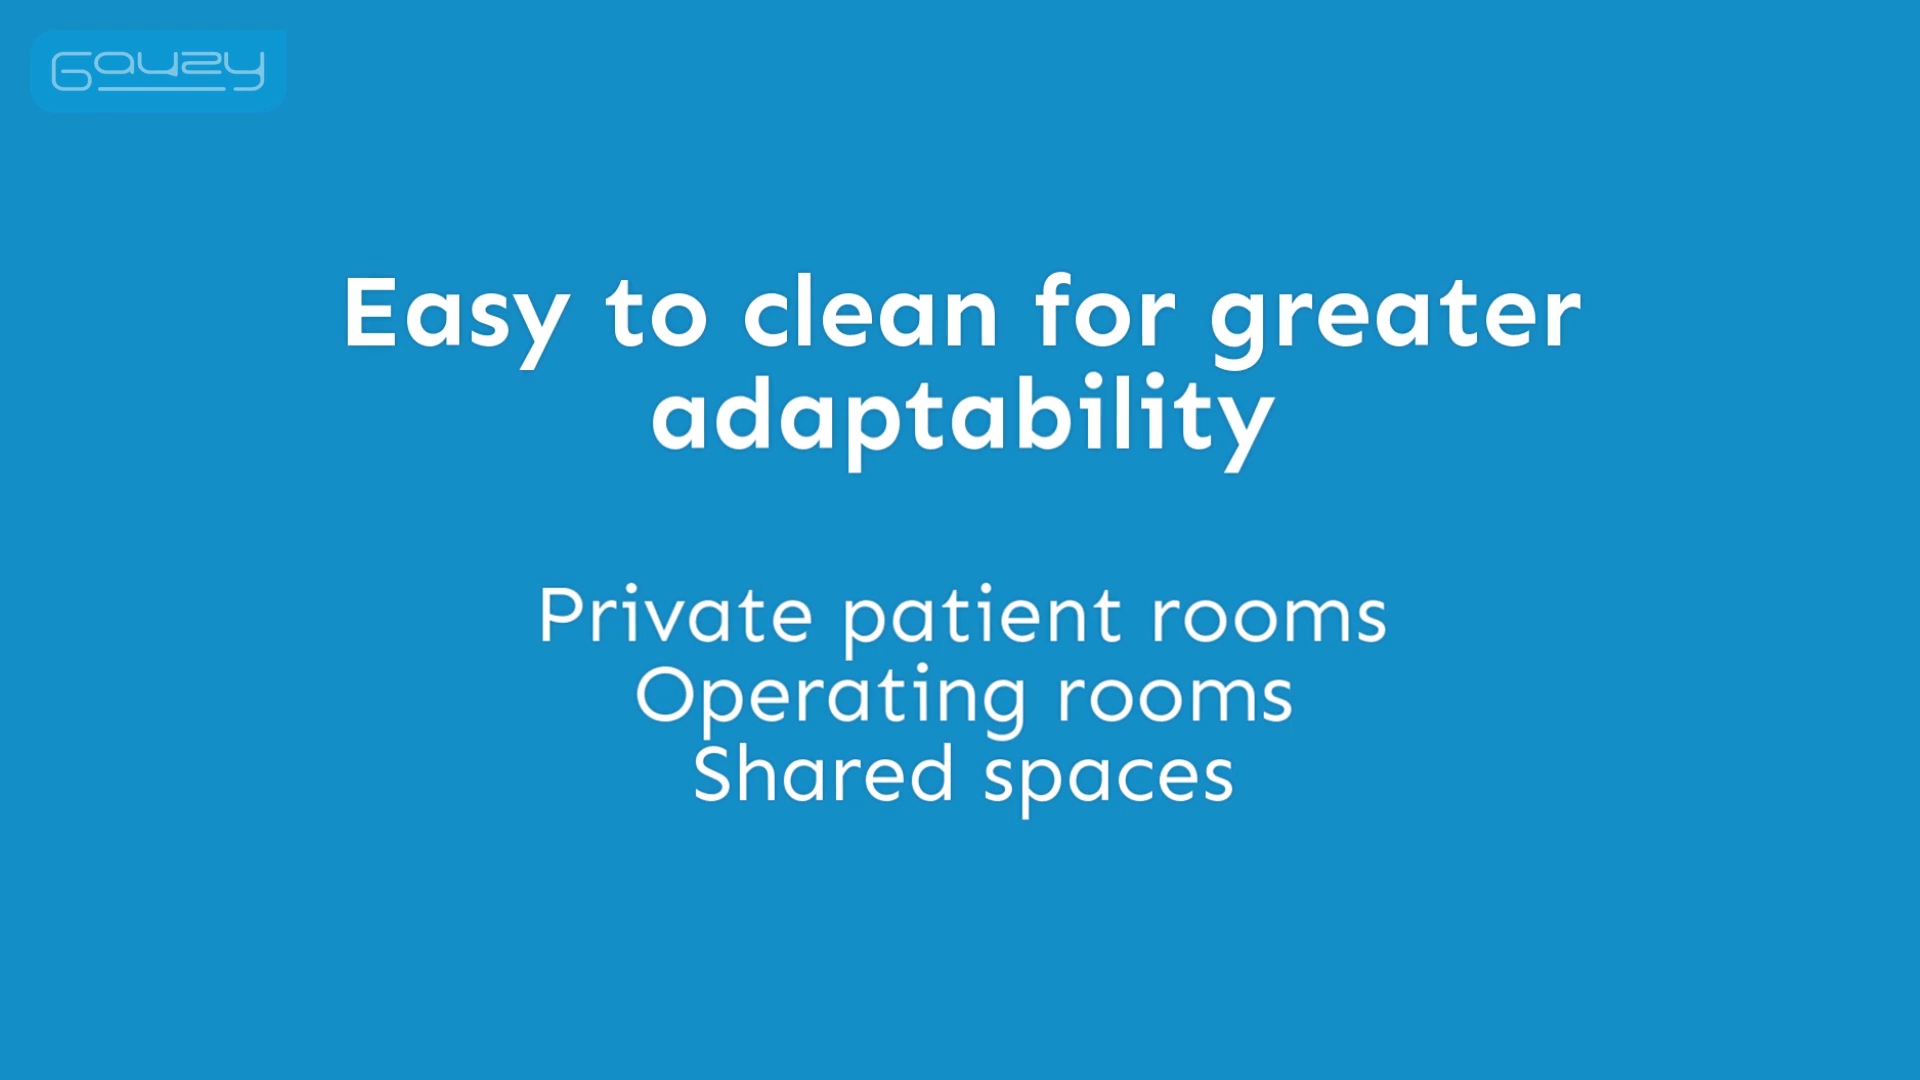 Gauzy
Easy to clean for greater
adaptability
Private patient rooms
Operating rooms
Shared spaces